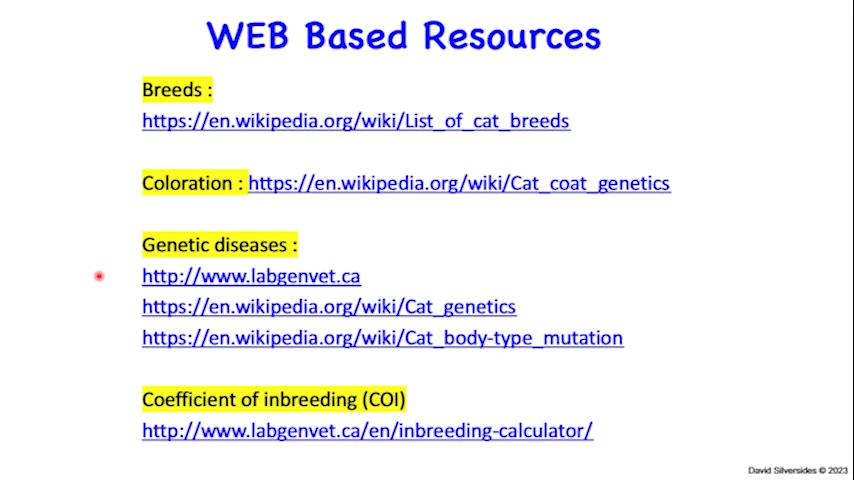 WEB Based Resources
Breeds :
https://en.wikipedia.org/wiki/List_of_cat_breeds
Coloration : https://en.wikipedia.org/wiki/Cat_coat_genetics
Genetic diseases :
http://www.labgenvet.ca
https://en.wikipedia.org/wiki/Cat_genetics
https://en.wikipedia.org/wiki/Cat_body-type_mutation
Coefficient of inbreeding (COI)
http://www.labgenvet.ca/en/inbreeding-calculator/
David Silversides © 2023